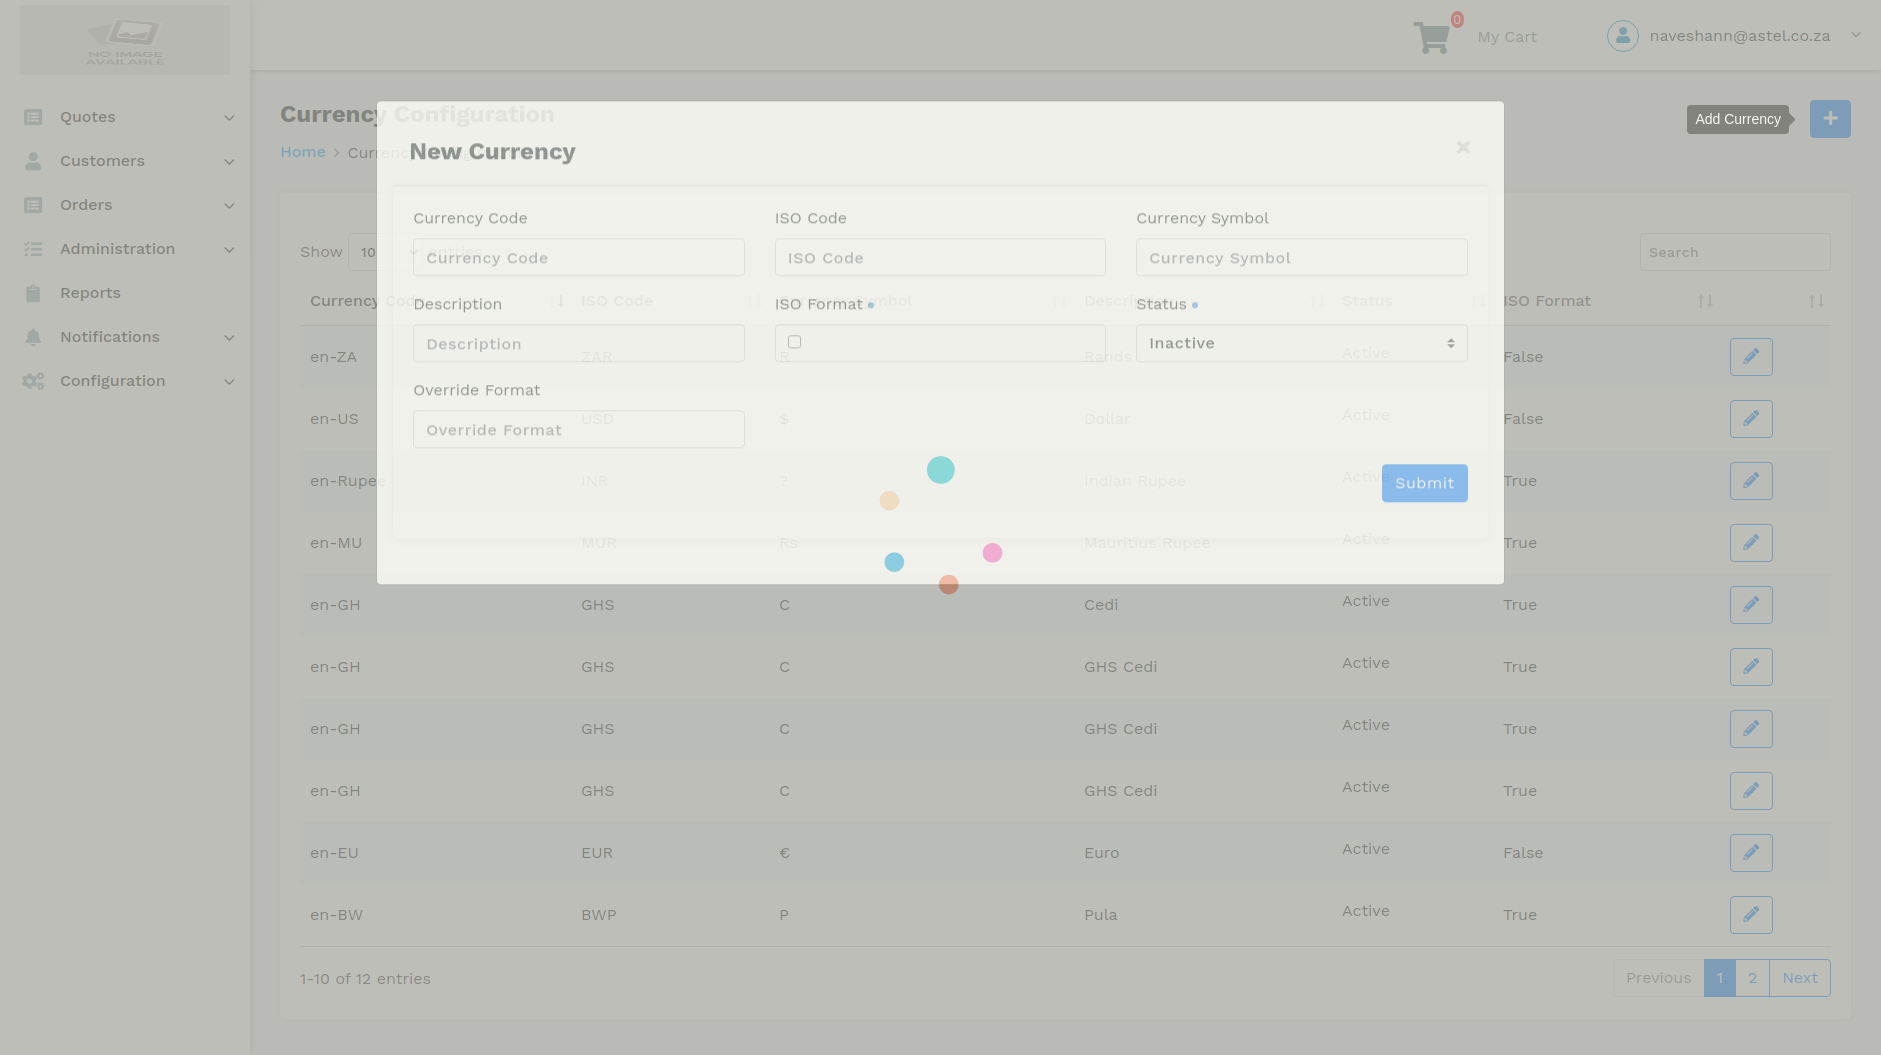 NO IMAGE
AVAILABLE
0
My Cart
naveshann@astel.co.za
Quotes
Customers
Orders
Administration
Reports
Notifications
Configuration
Currency Configuration
Add Currency
Home > Currency
New Currency
×
Currency Code ISO Code Currency Symbol
Currency Code ISO Code Currency Symbol
Description ISO Format Status
Description Inactive
Override Format
Override Format
Submit
Show 10 entries
Search
Currency Code ISO Code Currency Symbol Description Status ISO Format
en-ZA ZAR R Rands Active False
en-US USD $ Dollar Active False
en-Rupee INR ? Indian Rupee Active True
en-MU MUR Rs Mauritius Rupee Active True
en-GH GHS C Cedi Active True
en-GH GHS C GHS Cedi Active True
en-GH GHS C GHS Cedi Active True
en-GH GHS C GHS Cedi Active True
en-EU EUR € Euro Active False
en-BW BWP P Pula Active True
1-10 of 12 entries
Previous 1 2 Next